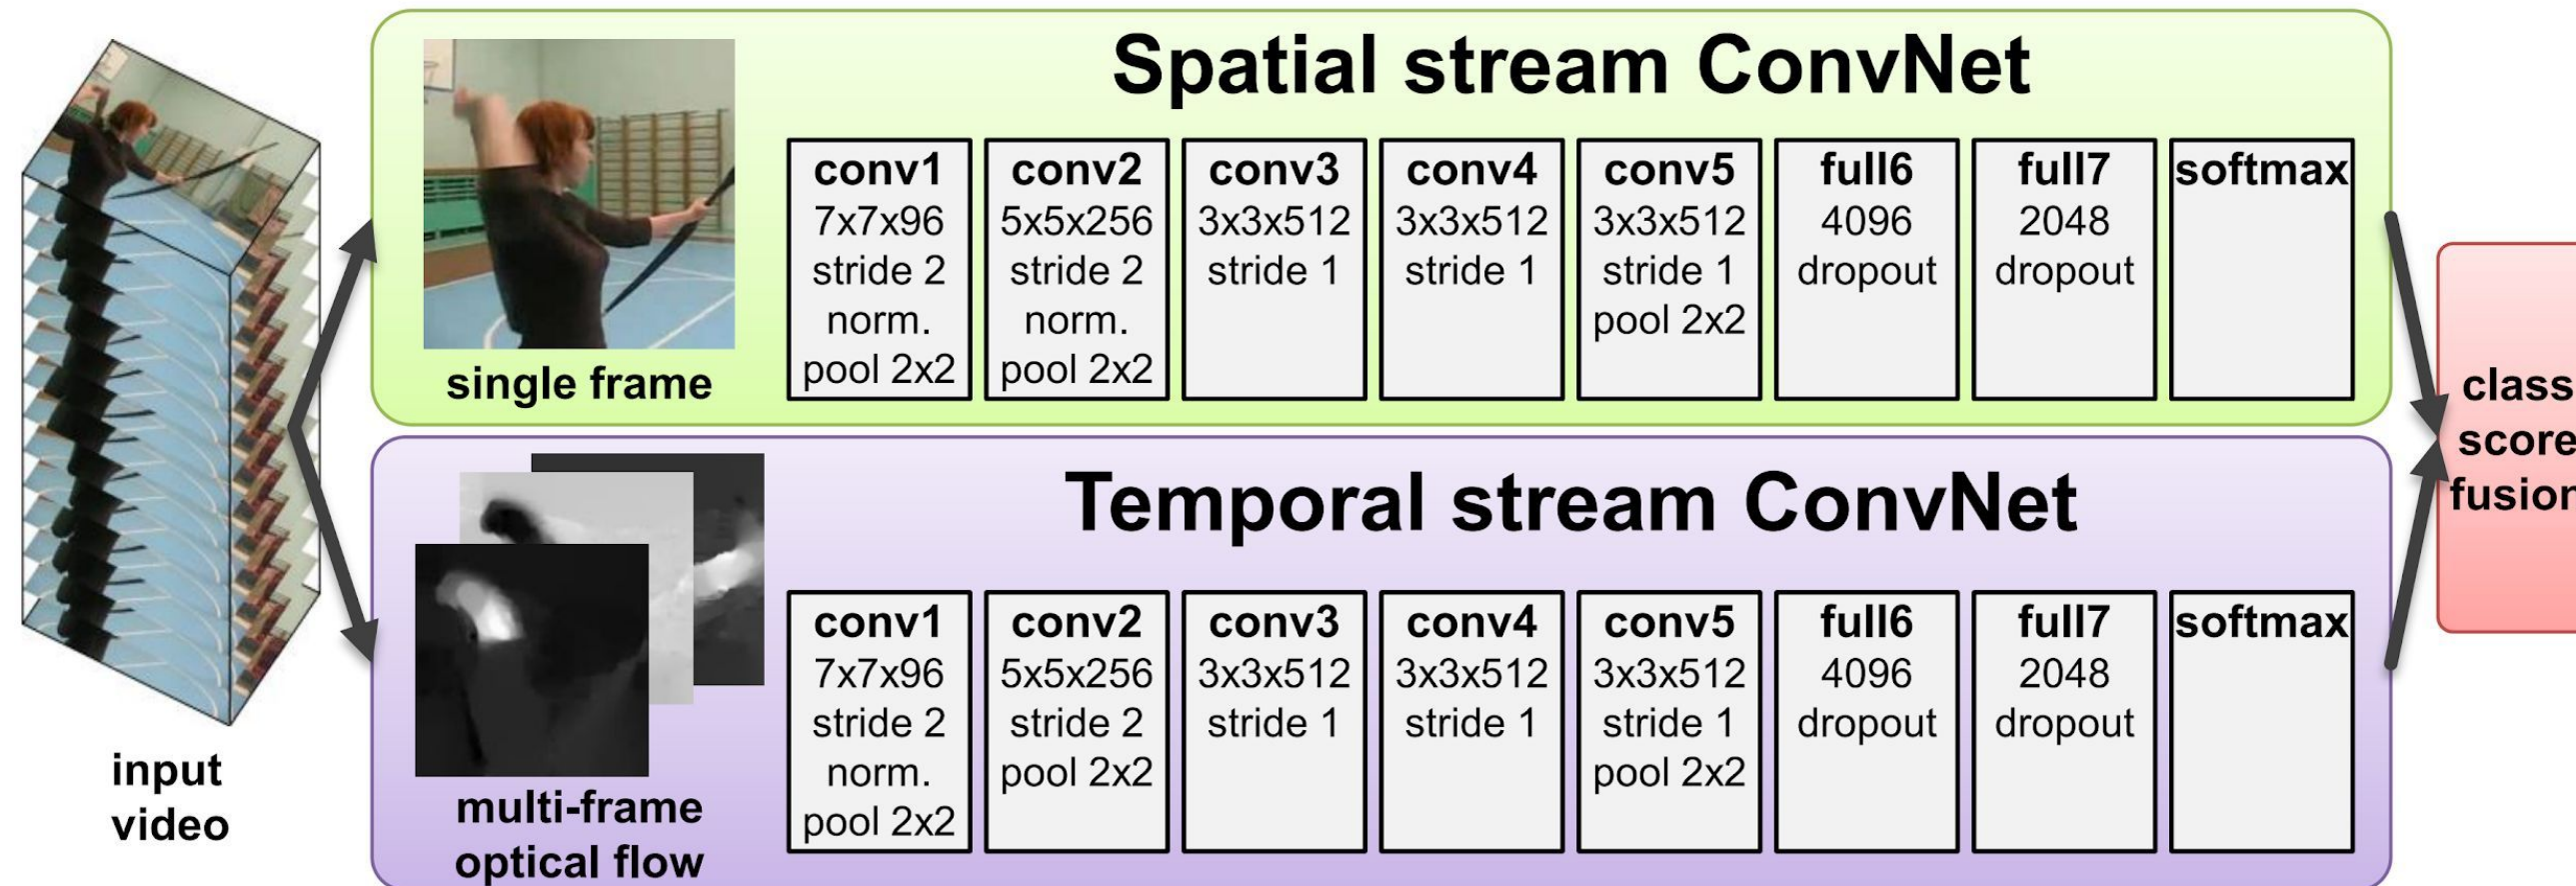 Spatial stream ConvNet
single frame
conv1
7x7x96
stride 2
norm.
pool 2x2
conv2
5x5x256
stride 2
norm.
pool 2x2
conv3
3x3x512
stride 1
conv4
3x3x512
stride 1
conv5
3x3x512
stride 1
pool 2x2
full6
4096
dropout
full7
2048
dropout
softmax
Temporal stream ConvNet
multi-frame
optical flow
conv1
7x7x96
stride 2
norm.
pool 2x2
conv2
5x5x256
stride 2
pool 2x2
conv3
3x3x512
stride 1
conv4
3x3x512
stride 1
conv5
3x3x512
stride 1
pool 2x2
full6
4096
dropout
full7
2048
dropout
softmax
input
video
class
score
fusion